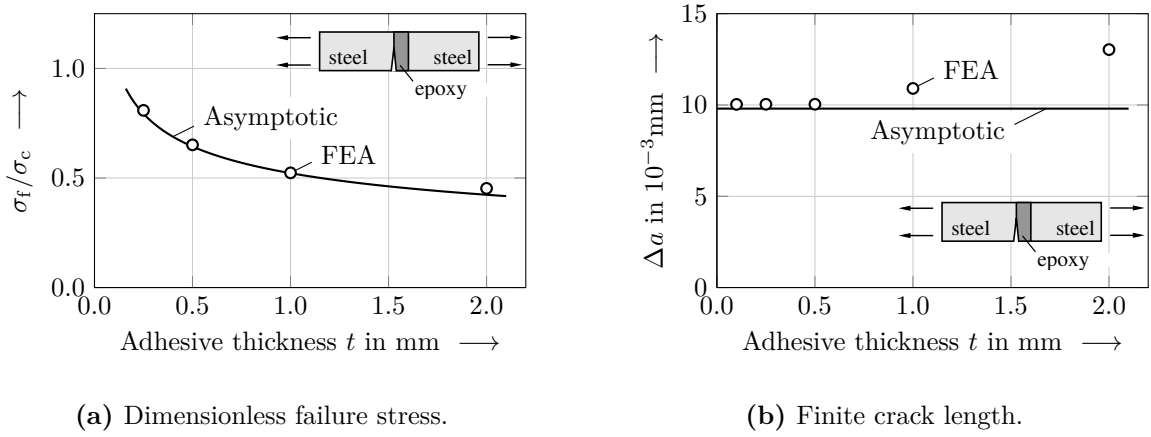 1.0
0.5
0.0
σf/σc ⟶
steel
steel
epoxy
Asymptotic
FEA
0.0 0.5 1.0 1.5 2.0
Adhesive thickness t in mm ⟶
(a) Dimensionless failure stress.
15
10
5
0
Δa in 10⁻³mm ⟶
FEA
Asymptotic
steel
steel
epoxy
0.0 0.5 1.0 1.5 2.0
Adhesive thickness t in mm ⟶
(b) Finite crack length.